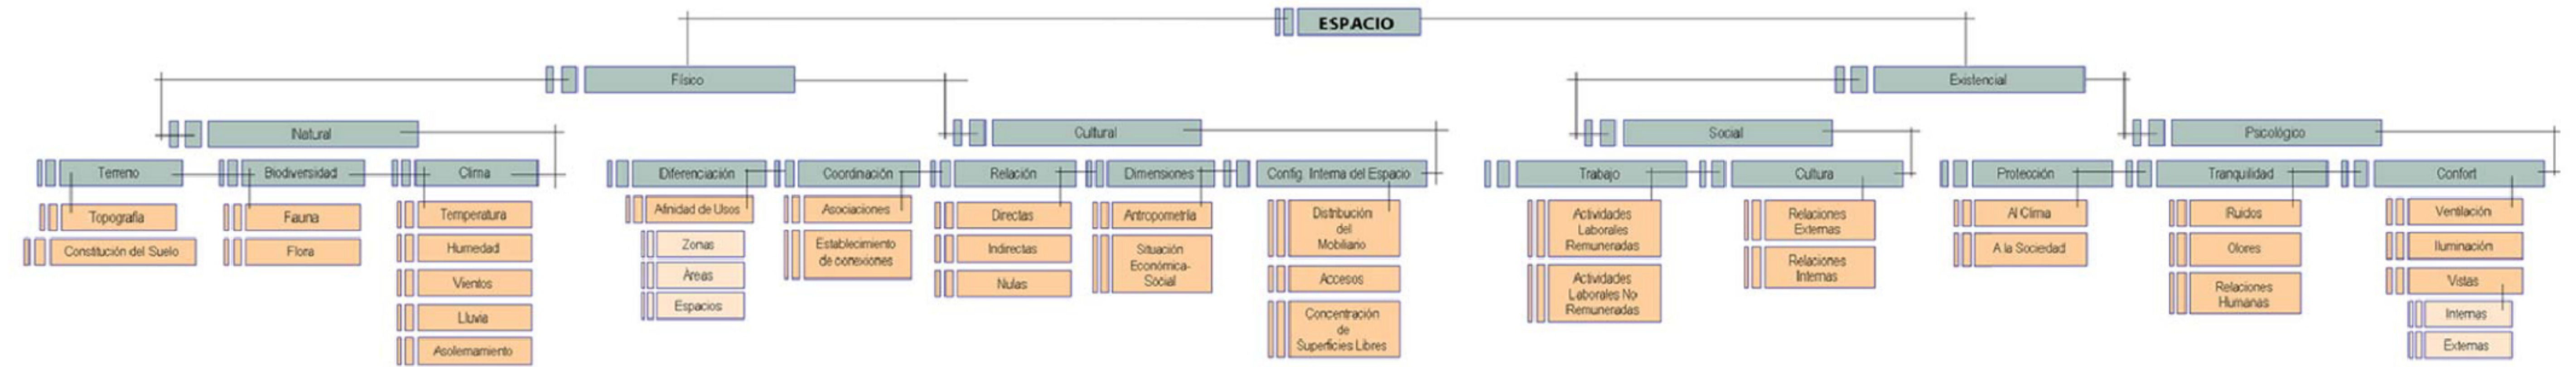 ESPACIO
Físico
Existencial
Natural
Cultural
Social
Psicológico
Terreno
Biodiversidad
Clima
Diferenciación
Coordinación
Relación
Dimensiones
Config. Interna del Espacio
Trabajo
Cultura
Protección
Tranquilidad
Confort
Topografía
Constitución del Suelo
Fauna
Flora
Temperatura
Humedad
Vientos
Lluvia
Asolemamiento
Afinidad de Usos
Zonas
Áreas
Espacios
Asociaciones
Establecimiento
de conexiones
Directas
Indirectas
Nulas
Antropometría
Situación
Económica-
Social
Distribución
del
Mobiliario
Accesos
Concentración
de
Superficies Libres
Actividades
Laborales
Remuneradas
Actividades
Laborales No
Remuneradas
Relaciones
Externas
Relaciones
Internas
Al Clima
A la Sociedad
Ruidos
Olores
Relaciones
Humanas
Ventilación
Iluminación
Vistas
Internas
Externas